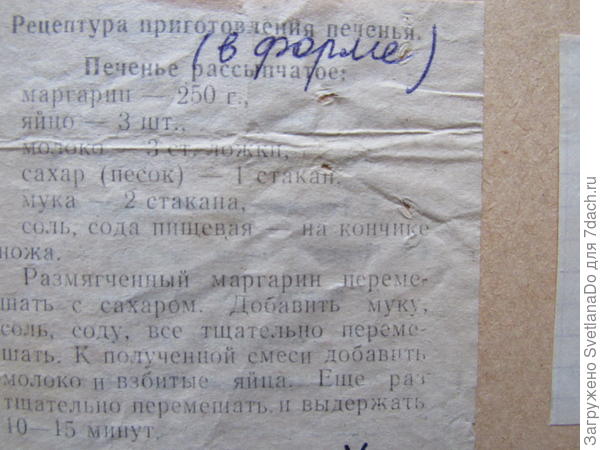 Рецептура приготовления печенья.
(в форме)
Печенье рассыпчатое:
маргарин — 250 г.,
яйцо — 3 шт.,
молоко — 3 ст. ложки,
сахар (песок) — 1 стакан.
мука — 2 стакана,
соль, сода пищевая — на кончике
ножа.
Размягченный маргарин переме-
шать с сахаром. Добавить муку,
соль, соду, все тщательно переме-
шать. К полученной смеси добавить
молоко и взбитые яйца. Еще раз
тщательно перемешать и выдержать
10—15 минут.
Загружено SvetlanaDo для 7dach.ru